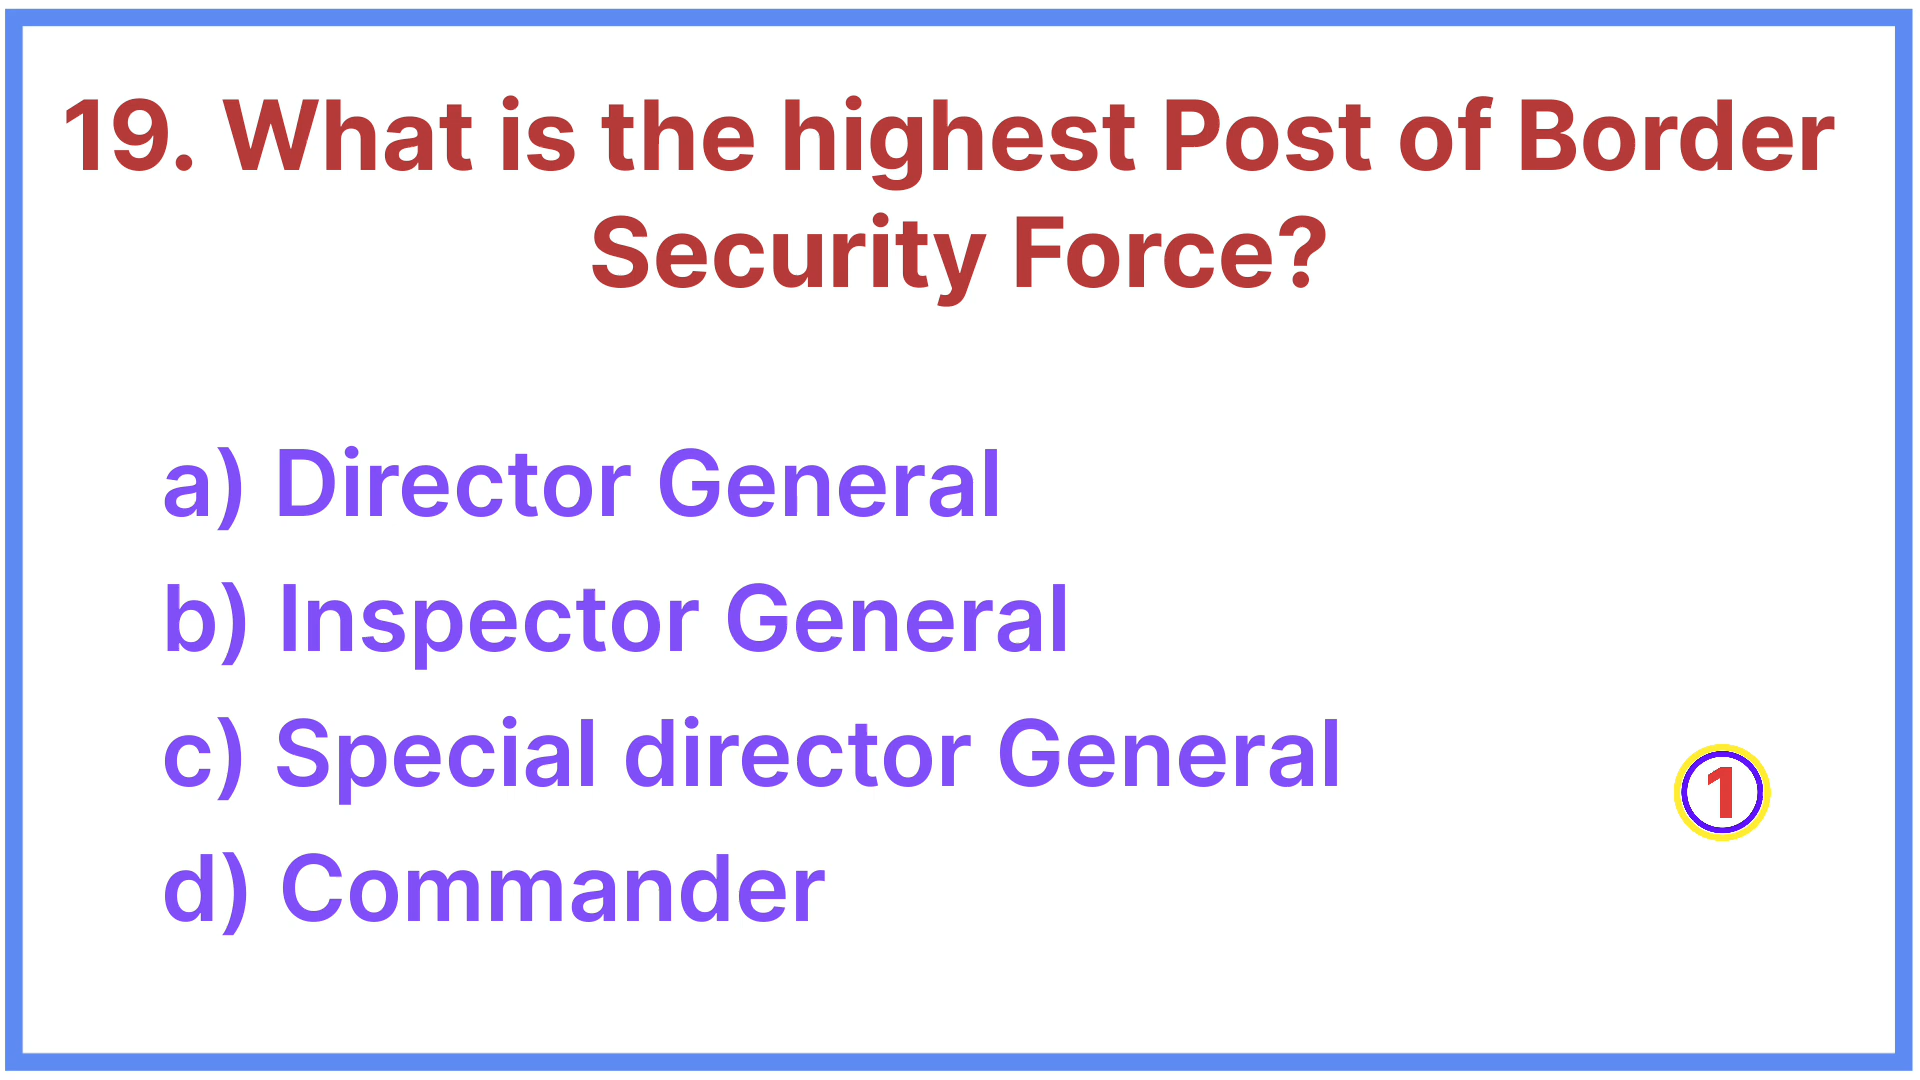 19. What is the highest Post of Border
Security Force?
a) Director General
b) Inspector General
c) Special director General
1
d) Commander